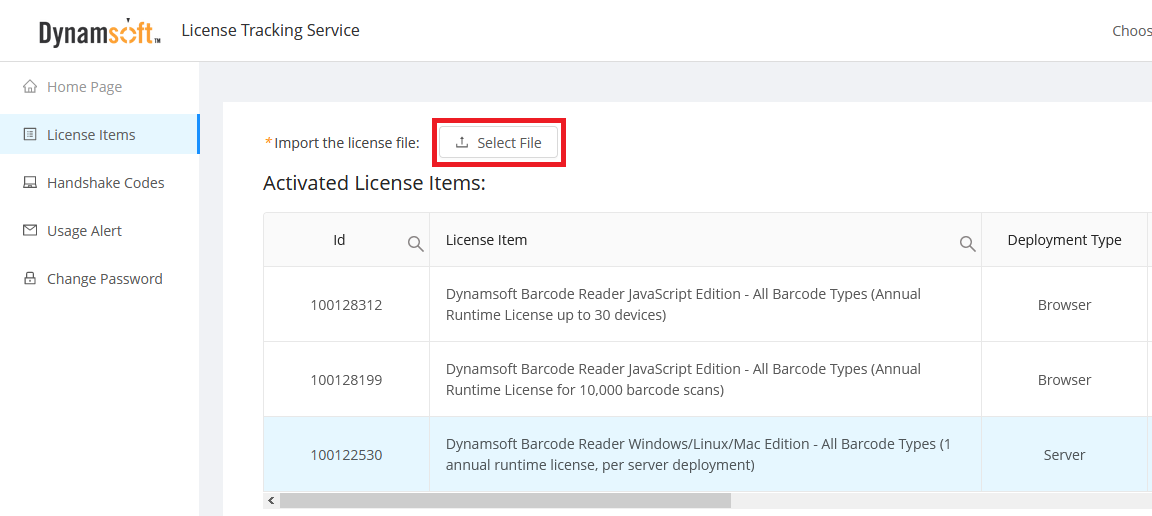 Dynamsoft™ License Tracking Service
Choos
Home Page
License Items
Handshake Codes
Usage Alert
Change Password
* Import the license file: Select File
Activated License Items:
Id License Item Deployment Type
100128312 Dynamsoft Barcode Reader JavaScript Edition - All Barcode Types (Annual
Runtime License up to 30 devices) Browser
100128199 Dynamsoft Barcode Reader JavaScript Edition - All Barcode Types (Annual
Runtime License for 10,000 barcode scans) Browser
100122530 Dynamsoft Barcode Reader Windows/Linux/Mac Edition - All Barcode Types (1
annual runtime license, per server deployment) Server